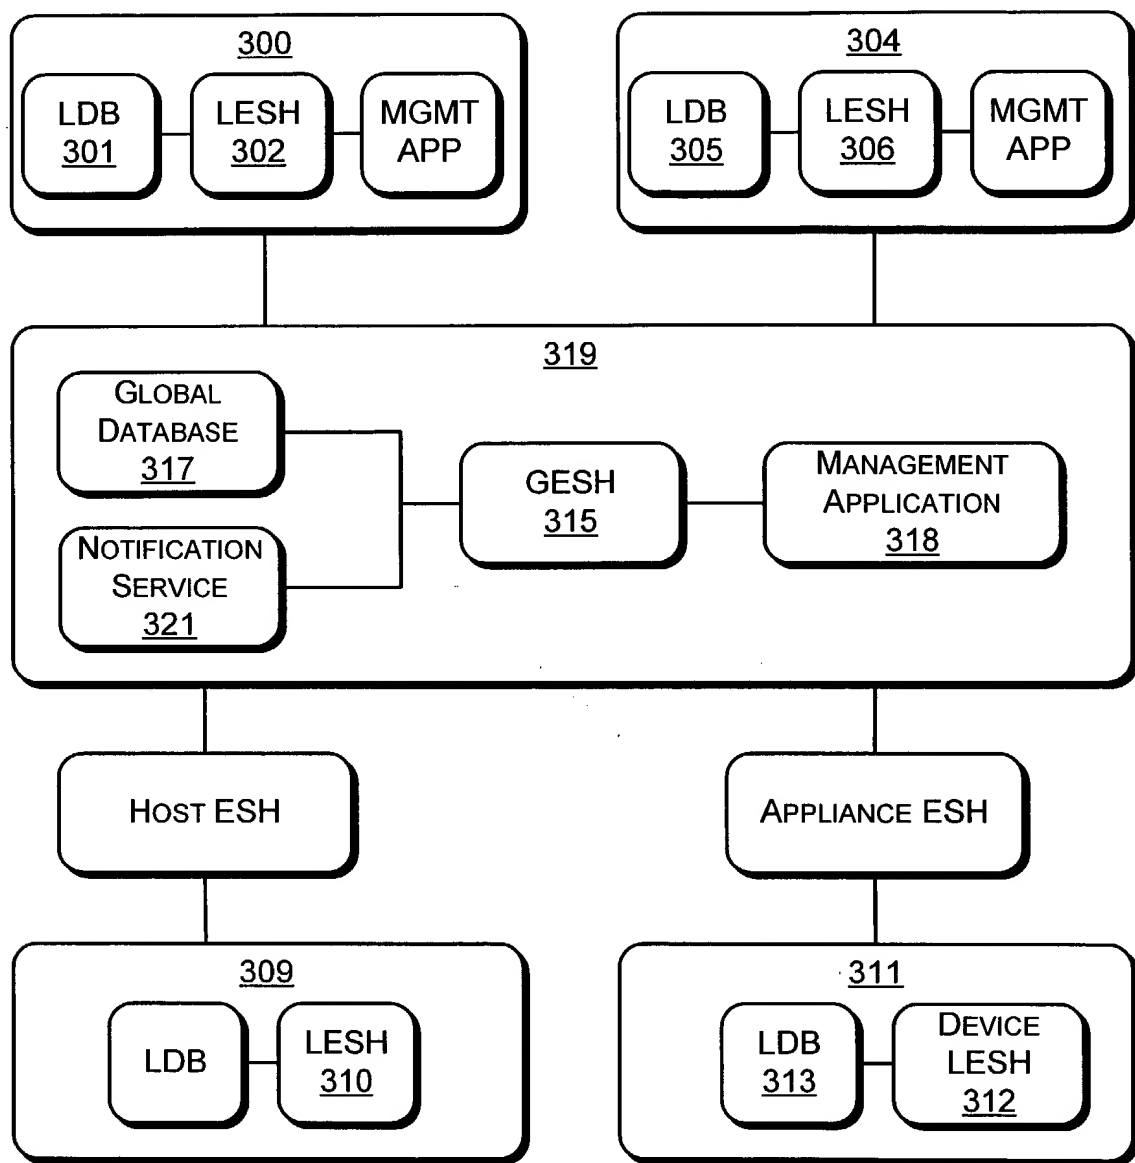 300
LDB
301
LESH
302
MGMT
APP
304
LDB
305
LESH
306
MGMT
APP
319
GLOBAL
DATABASE
317
NOTIFICATION
SERVICE
321
GESH
315
MANAGEMENT
APPLICATION
318
HOST ESH
APPLIANCE ESH
309
LDB
LESH
310
311
LDB
313
DEVICE
LESH
312